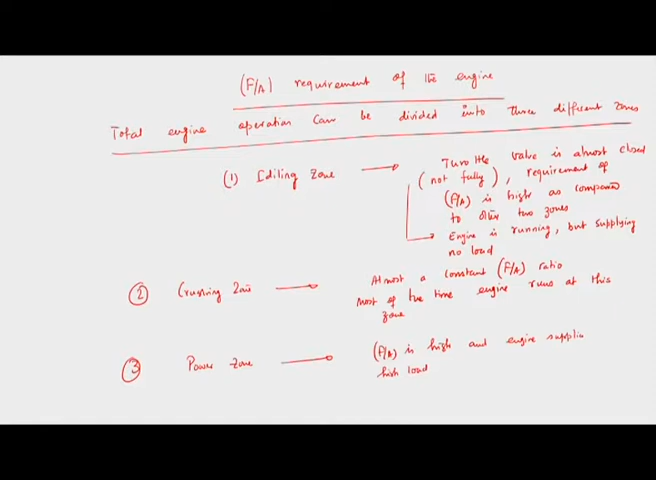 (F/A) requirement of the engine
Total engine operation can be divided into three different zones
(1) Idiling zone → Turottle valve is almost closed
(not fully), requirement of
(F/A) is high as compared
to other two zones
Engine is running, but supplying
no load
② Crusning Zone → Almost a constant (F/A) ratio
most of the time engine runs at this
zone
③ Power zone → (F/A) is high and engine supplies
high load